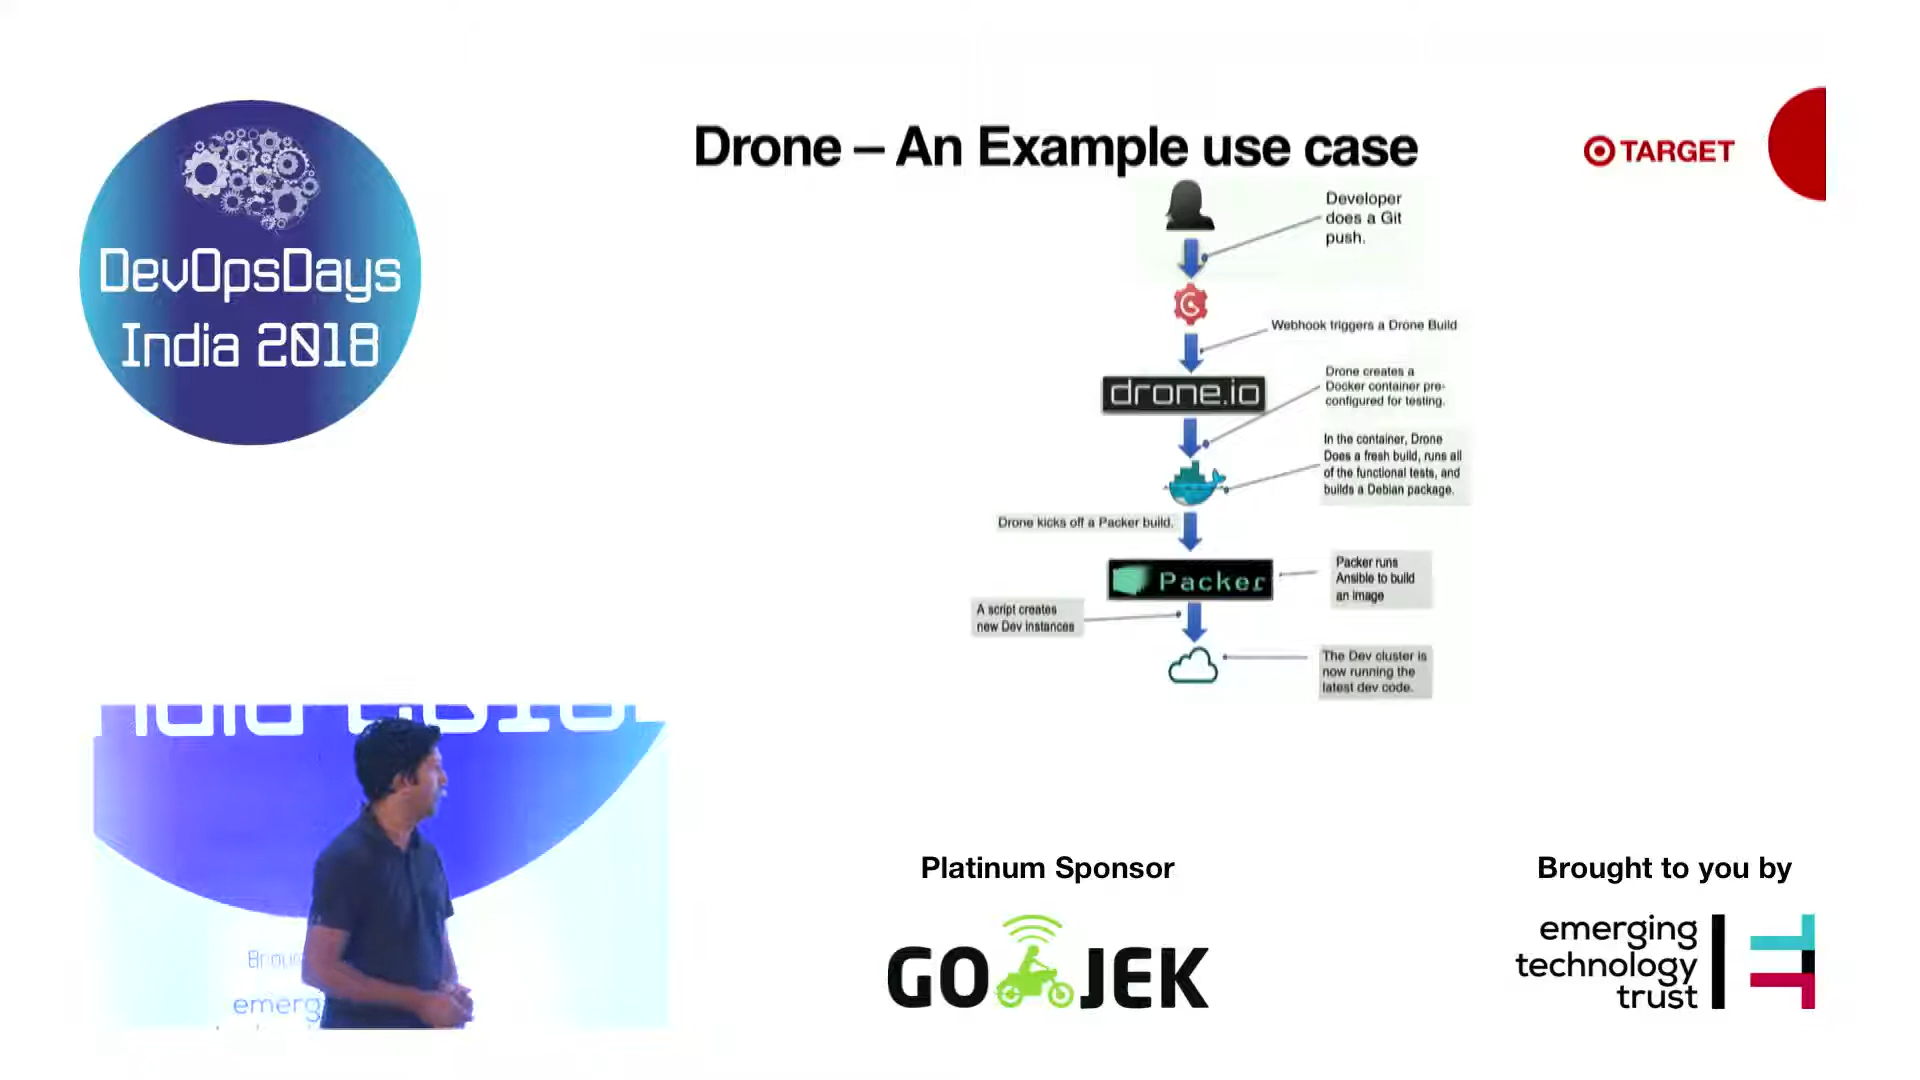 DevOpsDays
India 2018
Drone – An Example use case
TARGET
Developer
does a Git
push.
Webhook triggers a Drone Build
drone.io
Drone creates a
Docker container pre-
configured for testing.
In the container, Drone
Does a fresh build, runs all
of the functional tests, and
builds a Debian package.
Drone kicks off a Packer build.
Packer
Packer runs
Ansible to build
an image
A script creates
new Dev instances
The Dev cluster is
now running the
latest dev code.
emerg
Platinum Sponsor
GO JEK
Brought to you by
emerging
technology
trust